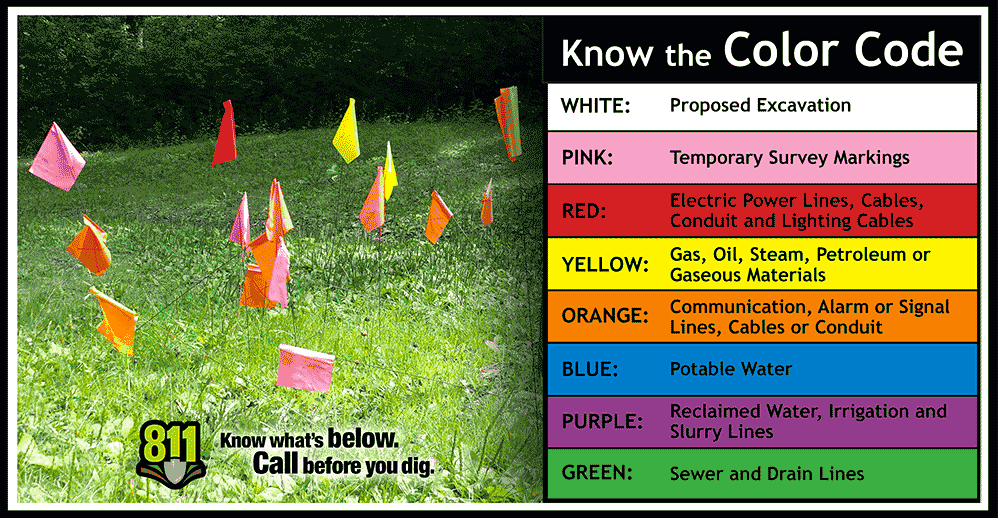 Know the Color Code
WHITE: Proposed Excavation
PINK: Temporary Survey Markings
RED: Electric Power Lines, Cables,
Conduit and Lighting Cables
YELLOW: Gas, Oil, Steam, Petroleum or
Gaseous Materials
ORANGE: Communication, Alarm or Signal
Lines, Cables or Conduit
BLUE: Potable Water
PURPLE: Reclaimed Water, Irrigation and
Slurry Lines
GREEN: Sewer and Drain Lines
811
Know what's below.
Call before you dig.